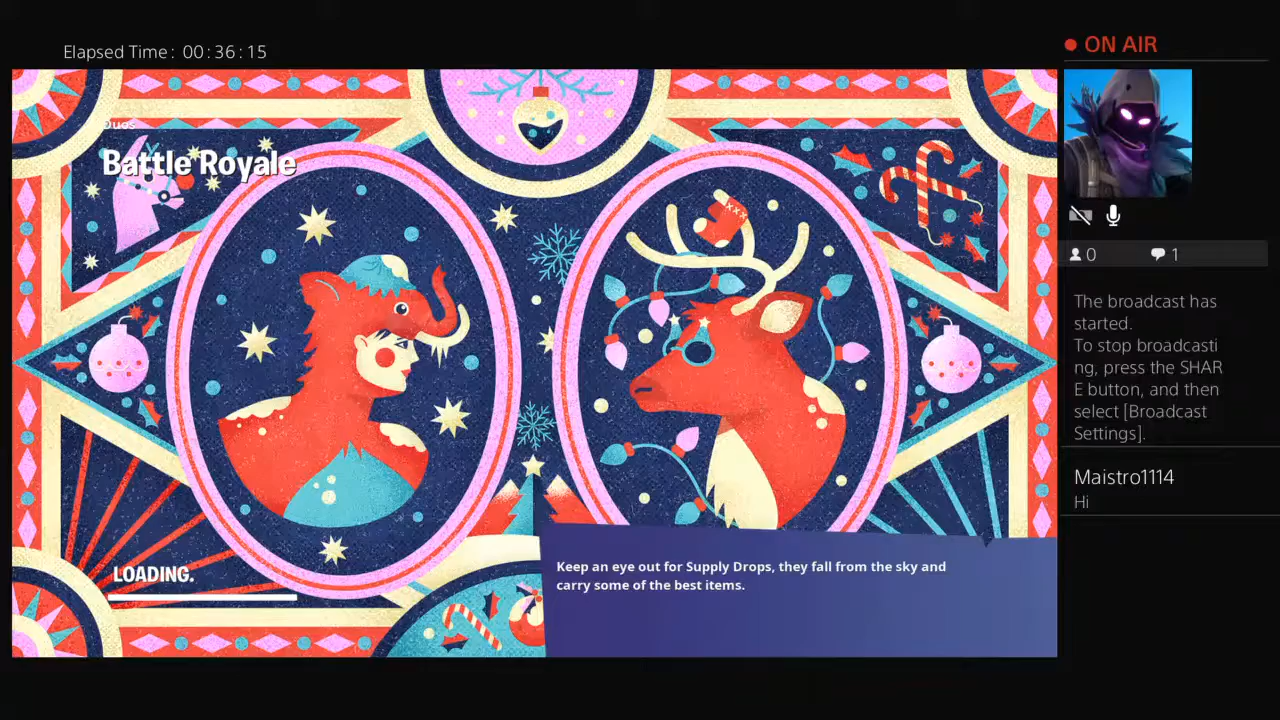 Elapsed Time: 00:36:15
ON AIR
Duos
Battle Royale
0
1
The broadcast has
started.
To stop broadcasti
ng, press the SHAR
E button, and then
select [Broadcast
Settings].
Maistro1114
Hi
LOADING.
Keep an eye out for Supply Drops, they fall from the sky and
carry some of the best items.